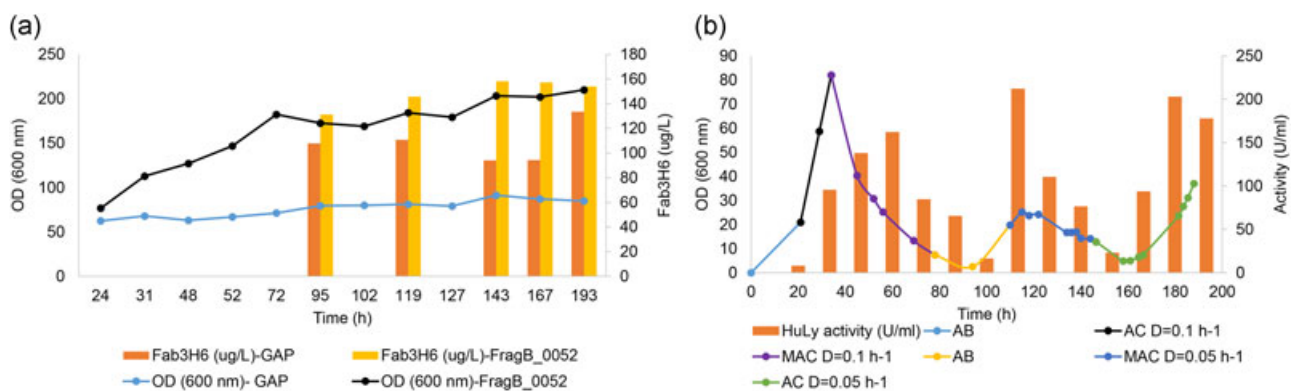 (a)
250
200
150
100
50
0
OD (600 nm)
180
160
140
120
100
80
60
40
20
0
Fab3H6 (ug/L)
24 31 48 52 72 95 102 119 127 143 167 193
Time (h)
Fab3H6 (ug/L)-GAP Fab3H6 (ug/L)-FragB_0052
OD (600 nm)- GAP OD (600 nm)-FragB_0052
(b)
90
80
70
60
50
40
30
20
10
0
OD (600 nm)
250
200
150
100
50
0
Activity (U/ml)
0 20 40 60 80 100 120 140 160 180 200
Time (h)
HuLy activity (U/ml) AB AC D=0.1 h-1
MAC D=0.1 h-1 AB MAC D=0.05 h-1
AC D=0.05 h-1